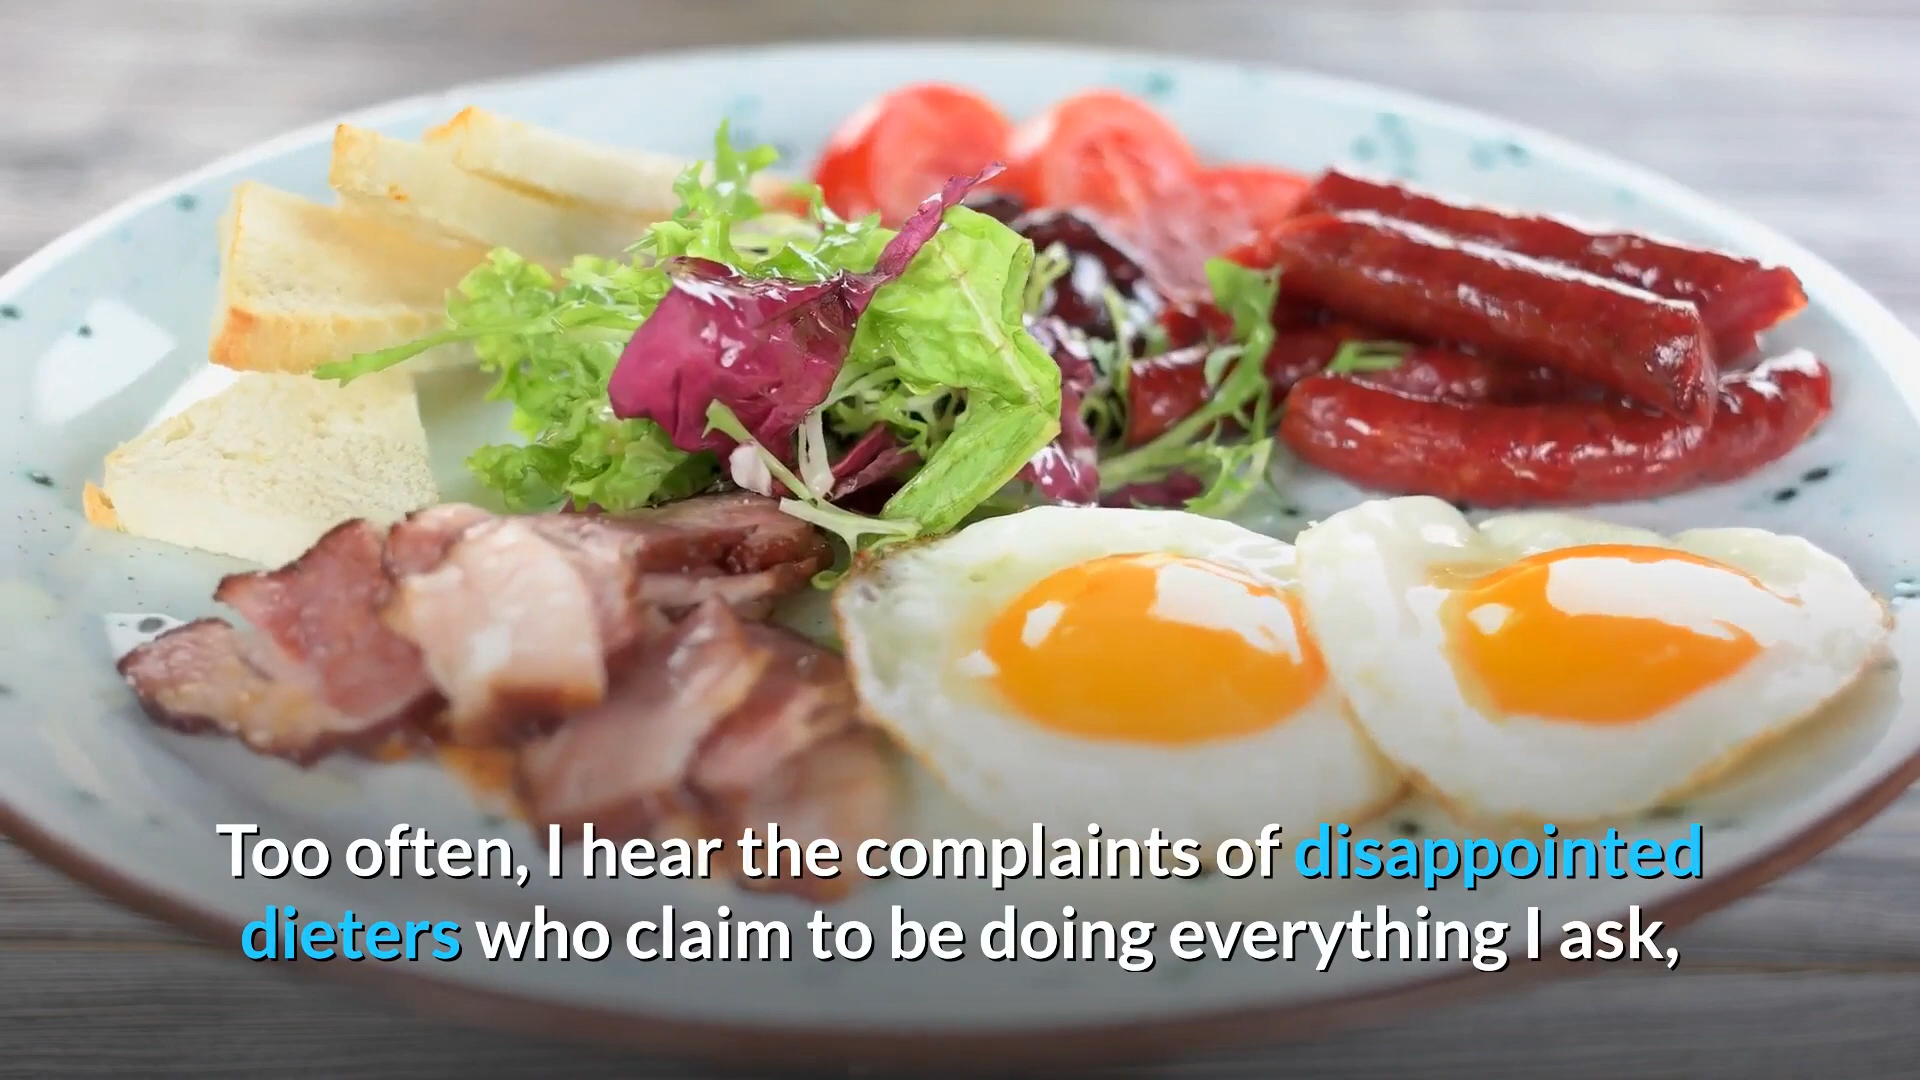 Too often, I hear the complaints of disappointed
dieters who claim to be doing everything I ask,